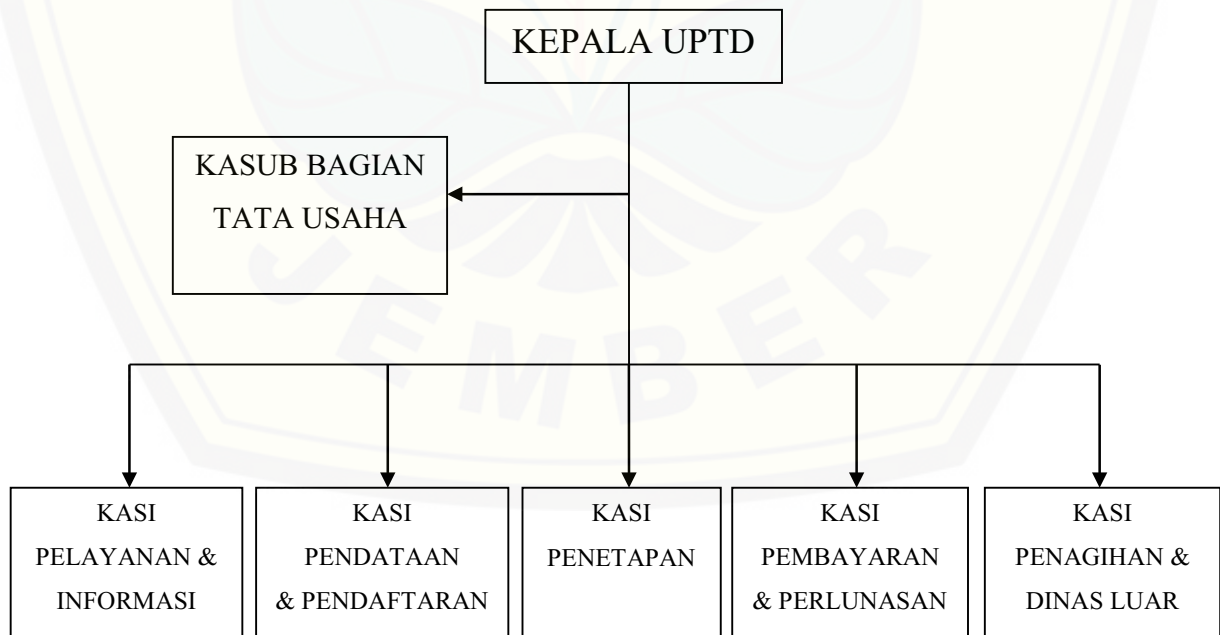 KEPALA UPTD
KASUB BAGIAN
TATA USAHA
JEMBER
KASI
PELAYANAN &
INFORMASI
KASI
PENDATAAN
& PENDAFTARAN
KASI
PENETAPAN
KASI
PEMBAYARAN
& PERLUNASAN
KASI
PENAGIHAN &
DINAS LUAR